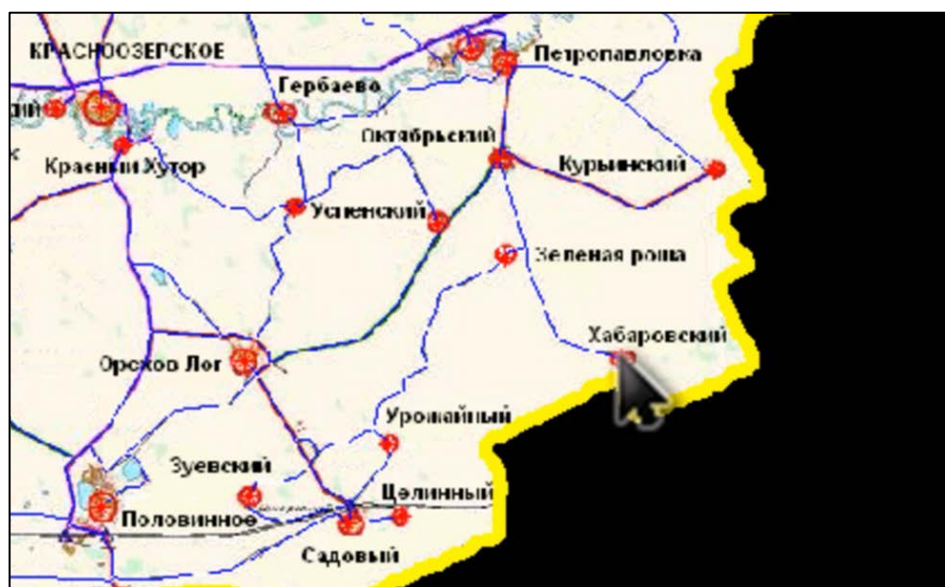 КРАСНООЗЕРСКОЕ
Петропавловка
Гербаево
Октябрьский
Красный Хутор
Курьинский
Успенский
Зеленая роща
Хабаровский
Орехов Лог
Урожайный
Зуевский
Целинный
Половинное
Садовый